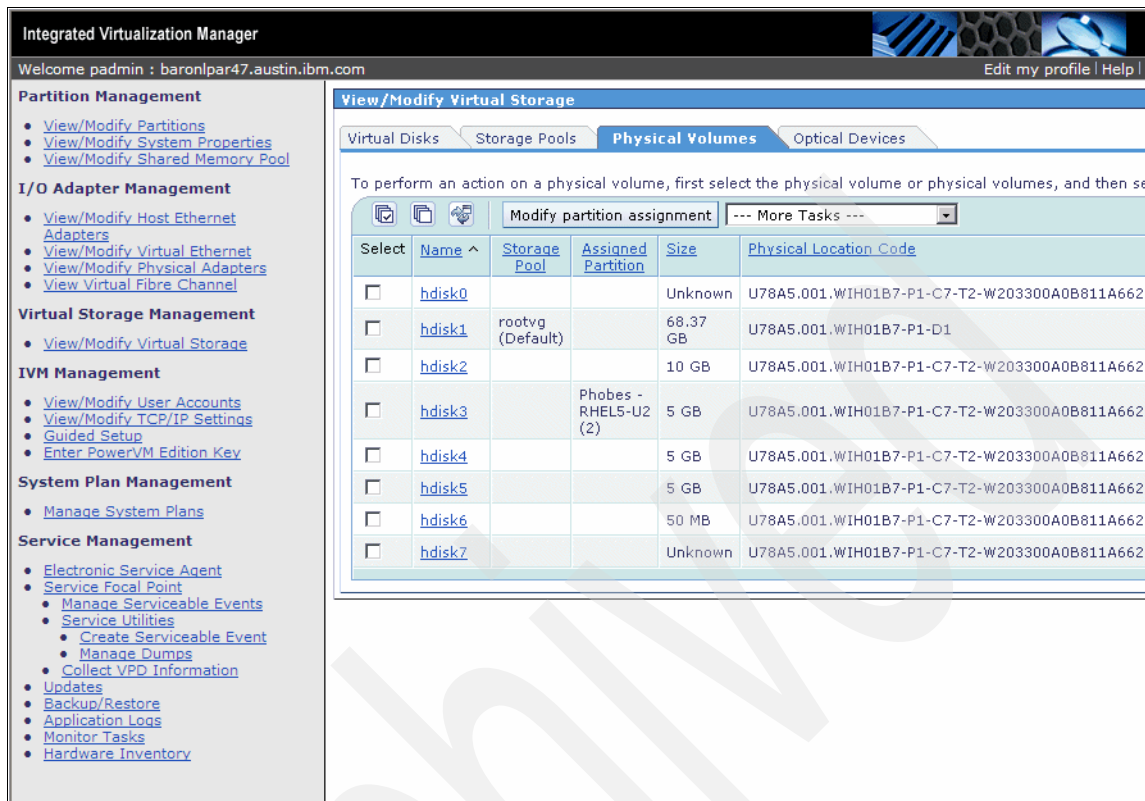 Integrated Virtualization Manager
Welcome padmin : baronlpar47.austin.ibm.com
Edit my profile | Help |
Partition Management
View/Modify Partitions
View/Modify System Properties
View/Modify Shared Memory Pool
I/O Adapter Management
View/Modify Host Ethernet
Adapters
View/Modify Virtual Ethernet
View/Modify Physical Adapters
View Virtual Fibre Channel
Virtual Storage Management
View/Modify Virtual Storage
IVM Management
View/Modify User Accounts
View/Modify TCP/IP Settings
Guided Setup
Enter PowerVM Edition Key
System Plan Management
Manage System Plans
Service Management
Electronic Service Agent
Service Focal Point
Manage Serviceable Events
Service Utilities
Create Serviceable Event
Manage Dumps
Collect VPD Information
Updates
Backup/Restore
Application Logs
Monitor Tasks
Hardware Inventory
View/Modify Virtual Storage
Virtual Disks Storage Pools Physical Volumes Optical Devices
To perform an action on a physical volume, first select the physical volume or physical volumes, and then se
Modify partition assignment --- More Tasks ---
Select Name ^ Storage Pool Assigned Partition Size Physical Location Code
hdisk0 Unknown U78A5.001.WIH01B7-P1-C7-T2-W203300A0B811A662
hdisk1 rootvg (Default) 68.37 GB U78A5.001.WIH01B7-P1-D1
hdisk2 10 GB U78A5.001.WIH01B7-P1-C7-T2-W203300A0B811A662
hdisk3 Phobes - RHEL5-U2 (2) 5 GB U78A5.001.WIH01B7-P1-C7-T2-W203300A0B811A662
hdisk4 5 GB U78A5.001.WIH01B7-P1-C7-T2-W203300A0B811A662
hdisk5 5 GB U78A5.001.WIH01B7-P1-C7-T2-W203300A0B811A662
hdisk6 50 MB U78A5.001.WIH01B7-P1-C7-T2-W203300A0B811A662
hdisk7 Unknown U78A5.001.WIH01B7-P1-C7-T2-W203300A0B811A662
hived